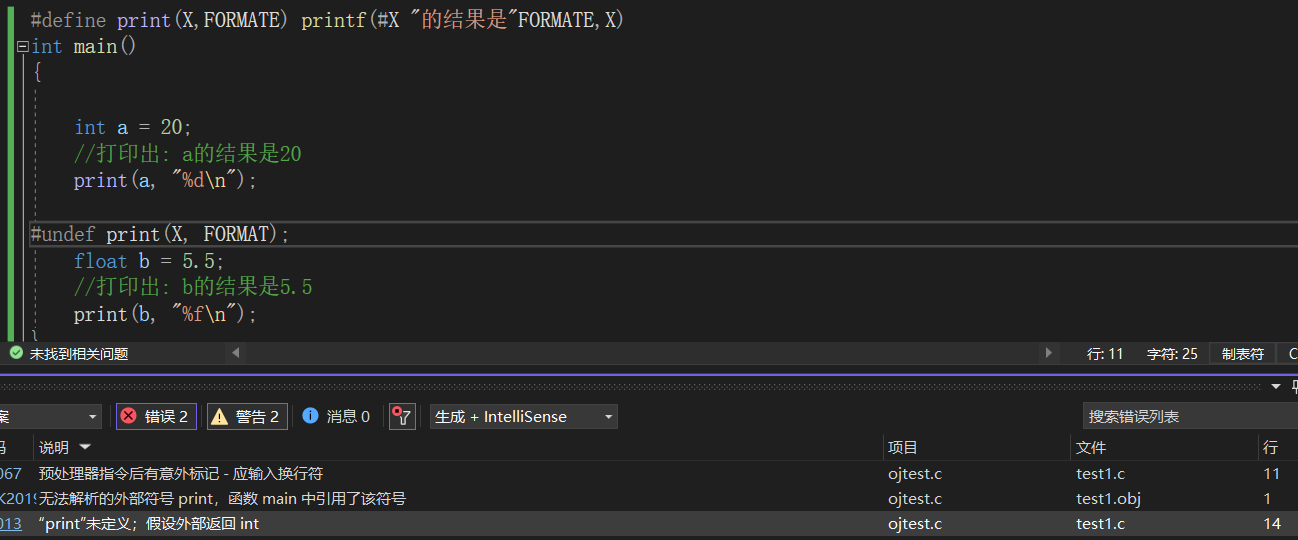 #define print(X,FORMATE) printf(#X "的结果是"FORMATE,X)
int main()
{
int a = 20;
//打印出: a的结果是20
print(a, "%d\n");
#undef print(X, FORMAT);
float b = 5.5;
//打印出: b的结果是5.5
print(b, "%f\n");
}
未找到相关问题 行: 11 字符: 25 制表符 C
案 错误 2 警告 2 消息 0 生成 + IntelliSense 搜索错误列表
码 说明 项目 文件 行
067 预处理器指令后有意外标记 - 应输入换行符 ojtest.c test1.c 11
K2019 无法解析的外部符号 print，函数 main 中引用了该符号 ojtest.c test1.obj 1
013 “print”未定义；假设外部返回 int ojtest.c test1.c 14